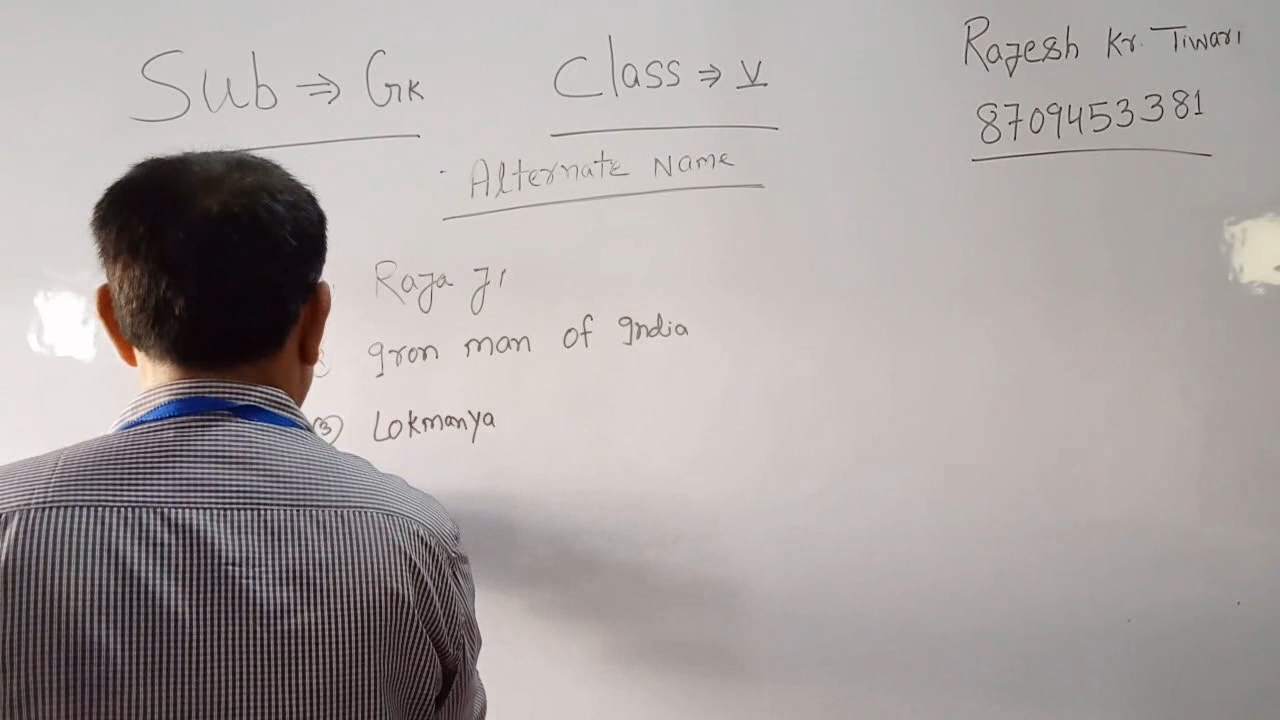 Sub ⇒ GK Class ⇒ V
Rajesh Kr. Tiwari
8709453381
Alternate Name
Raja Ji
Iron man of India
③ Lokmanya